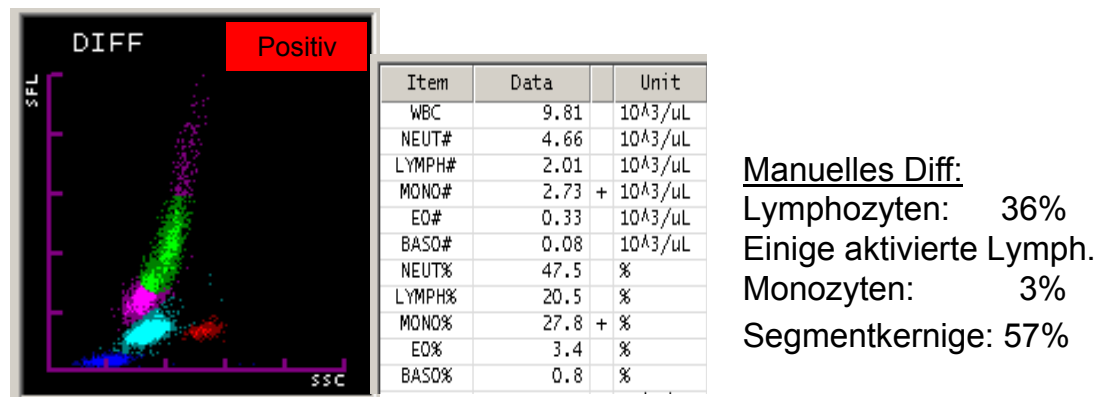 DIFF
Positiv
SFL
SSC
Item Data Unit
WBC 9.81 10^3/uL
NEUT# 4.66 10^3/uL
LYMPH# 2.01 10^3/uL
MONO# 2.73 + 10^3/uL
EO# 0.33 10^3/uL
BASO# 0.08 10^3/uL
NEUT% 47.5 %
LYMPH% 20.5 %
MONO% 27.8 + %
EO% 3.4 %
BASO% 0.8 %
Manuelles Diff:
Lymphozyten: 36%
Einige aktivierte Lymph.
Monozyten: 3%
Segmentkernige: 57%